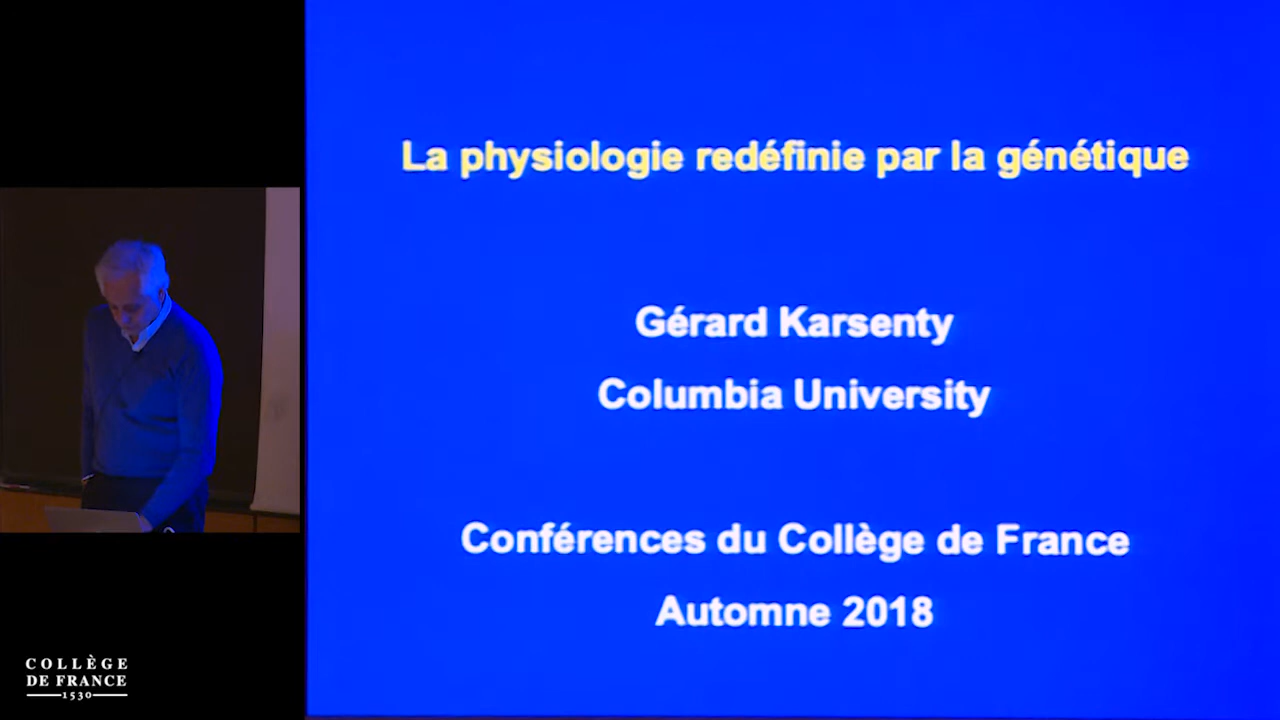 La physiologie redéfinie par la génétique
Gérard Karsenty
Columbia University
Conférences du Collège de France
Automne 2018
COLLÈGE
DE FRANCE
1530